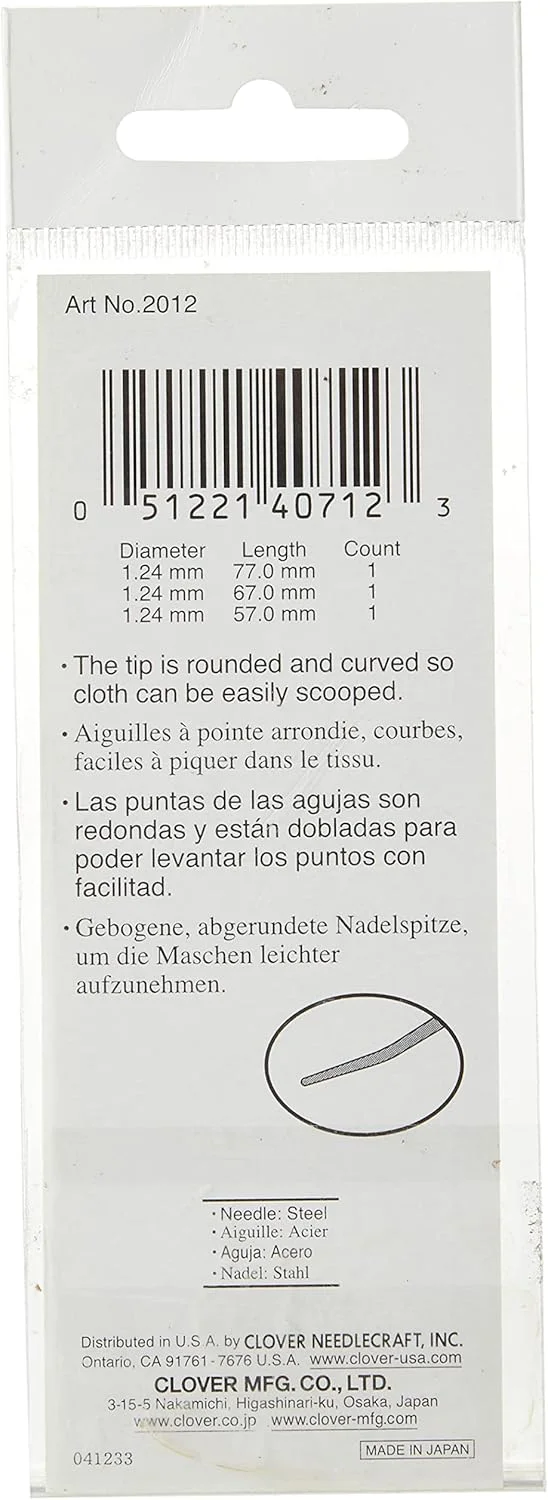 Art No.2012
0 51221 40712 3
Diameter Length Count
1.24 mm 77.0 mm 1
1.24 mm 67.0 mm 1
1.24 mm 57.0 mm 1
· The tip is rounded and curved so
cloth can be easily scooped.
· Aiguilles à pointe arrondie, courbes,
faciles à piquer dans le tissu.
· Las puntas de las agujas son
redondas y están dobladas para
poder levantar los puntos con
facilitad.
· Gebogene, abgerundete Nadelspitze,
um die Maschen leichter
aufzunehmen.
· Needle: Steel
· Aiguille: Acier
· Aguja: Acero
· Nadel: Stahl
Distributed in U.S.A. by CLOVER NEEDLECRAFT, INC.
Ontario, CA 91761-7676 U.S.A. www.clover-usa.com
CLOVER MFG. CO., LTD.
3-15-5 Nakamichi, Higashinari-ku, Osaka, Japan
www.clover.co.jp www.clover-mfg.com
041233 MADE IN JAPAN